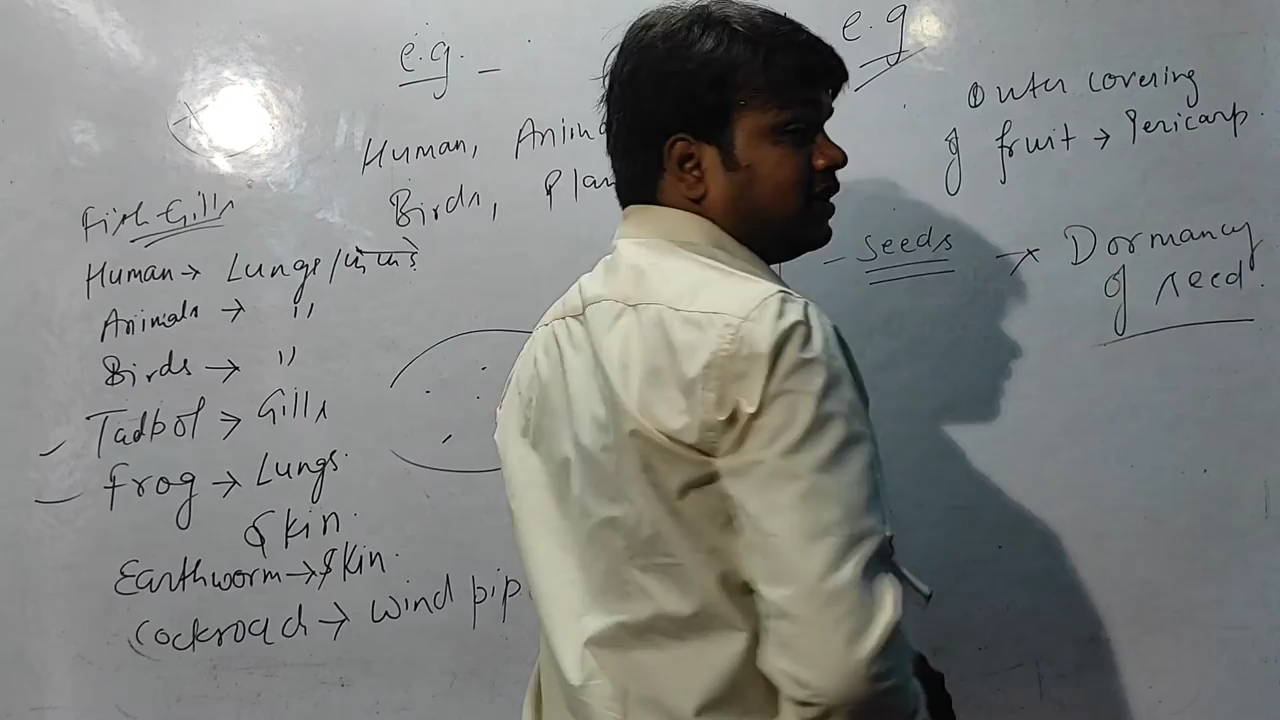 e.g. -
Human, Anima
Birds, Plan
Fish - Gills
Human → Lungs /
Animals → "
Birds → "
Tadbol → Gills
frog → Lungs
Skin.
Earthworm → Skin.
Cockroach → wind pip
e.g
Outer covering
of fruit → Pericarp.
- Seeds → Dormancy
of seed.